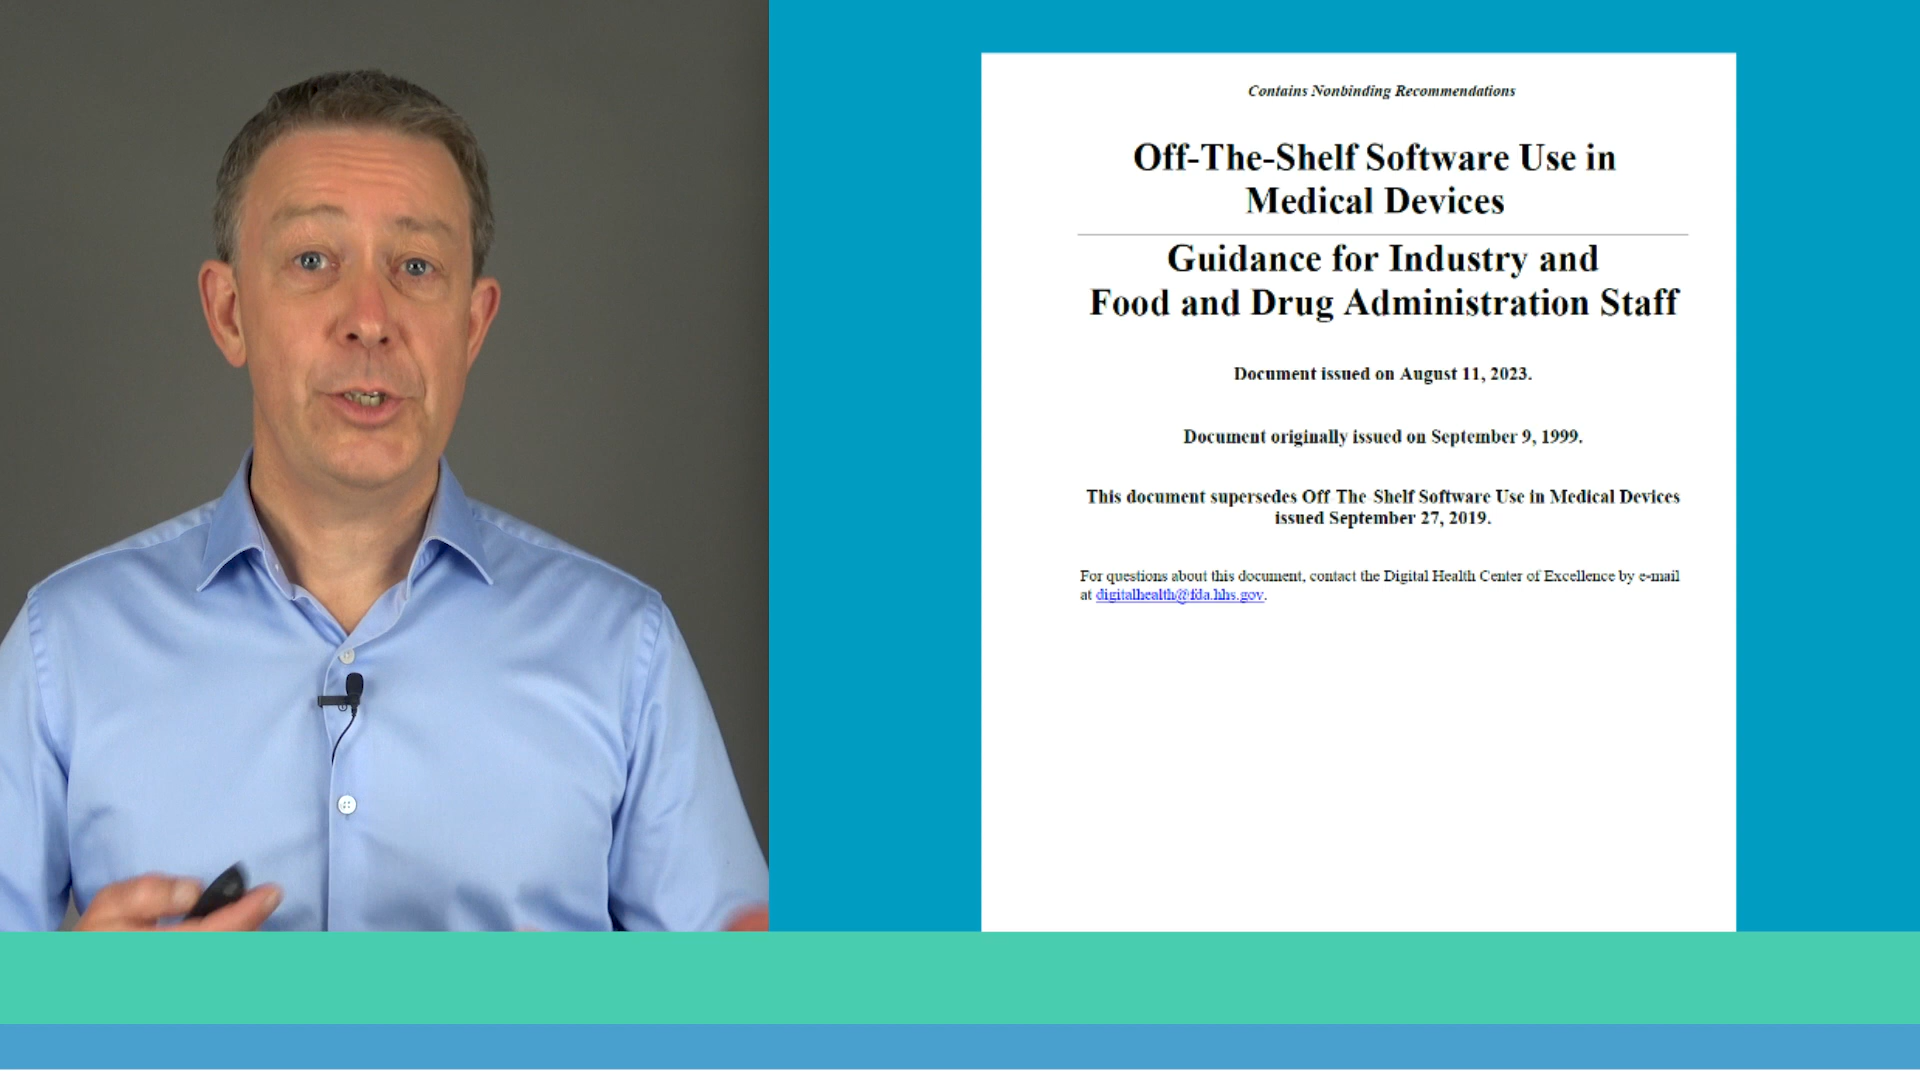 Contains Nonbinding Recommendations
Off-The-Shelf Software Use in
Medical Devices
Guidance for Industry and
Food and Drug Administration Staff
Document issued on August 11, 2023.
Document originally issued on September 9, 1999.
This document supersedes Off The Shelf Software Use in Medical Devices
issued September 27, 2019.
For questions about this document, contact the Digital Health Center of Excellence by e-mail
at digitalhealth@fda.hhs.gov.